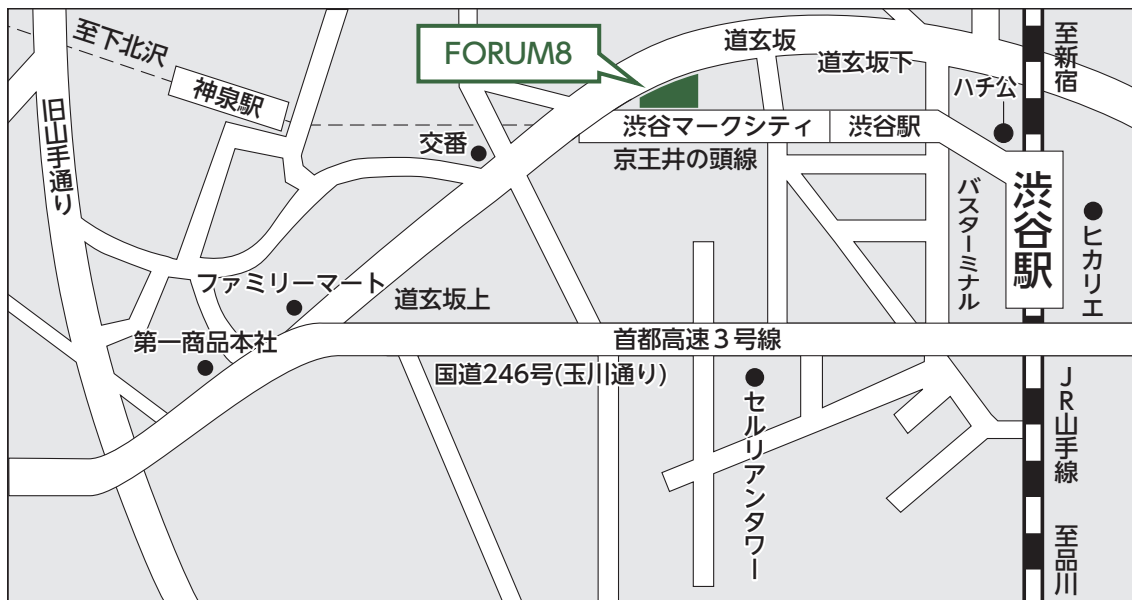 至下北沢
神泉駅
旧山手通り
FORUM8
道玄坂
道玄坂下
ハチ公
至新宿
交番
渋谷マークシティ
渋谷駅
京王井の頭線
バスターミナル
渋谷駅
ヒカリエ
ファミリーマート
道玄坂上
第一商品本社
首都高速3号線
国道246号(玉川通り)
セルリアンタワー
JR山手線
至品川